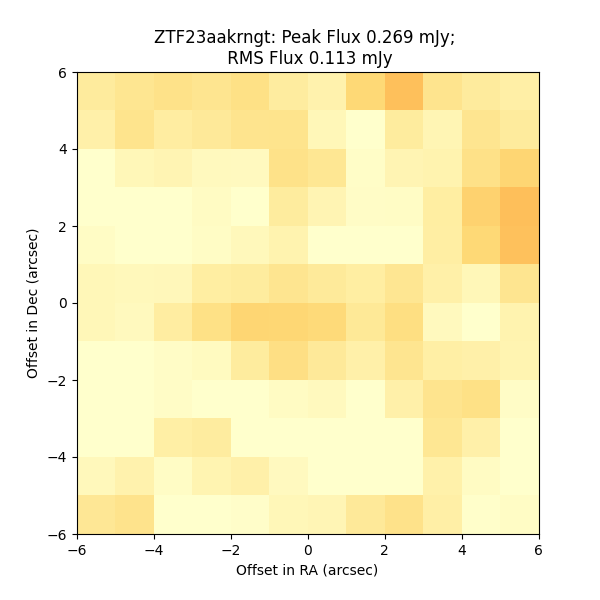 ZTF23aakrngt: Peak Flux 0.269 mJy;
RMS Flux 0.113 mJy
6
4
2
0
−2
−4
−6
Offset in Dec (arcsec)
−6 −4 −2 0 2 4 6
Offset in RA (arcsec)